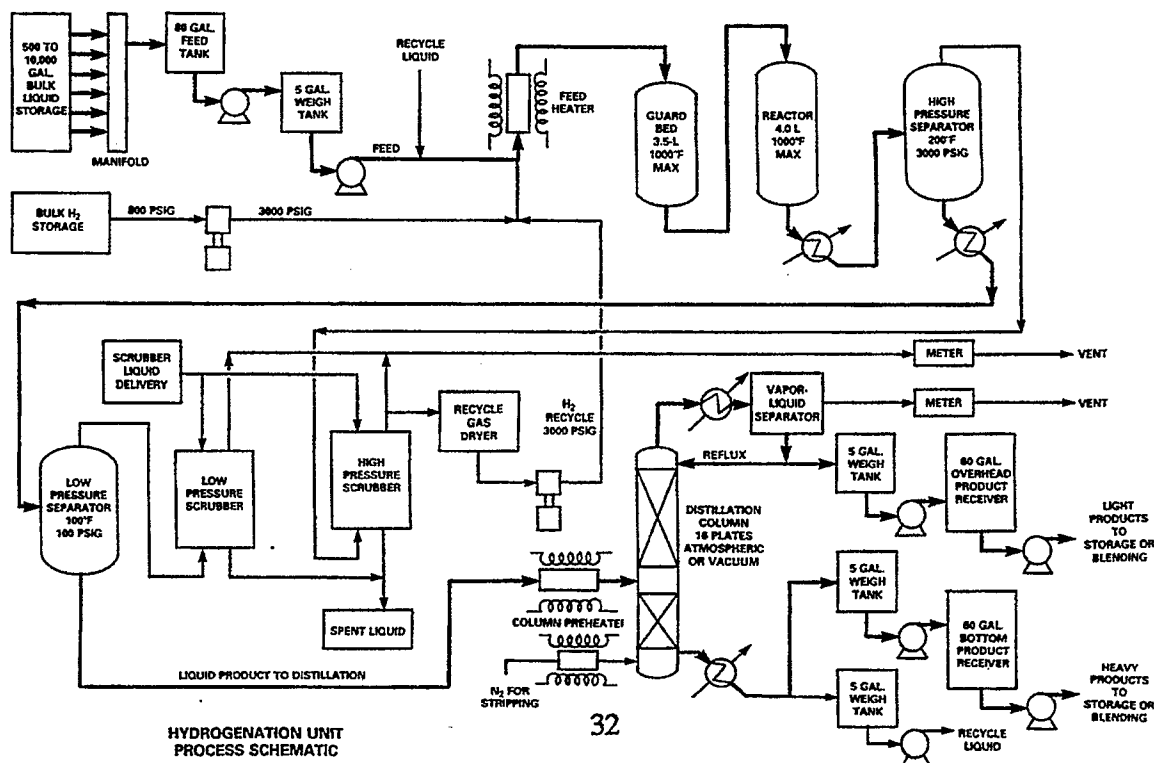 500 TO
10,000
GAL.
BULK
LIQUID
STORAGE
MANIFOLD
80 GAL.
FEED
TANK
5 GAL.
WEIGH
TANK
RECYCLE
LIQUID
FEED
FEED
HEATER
GUARD
BED
3.5-L
1000°F
MAX
REACTOR
4.0 L
1000°F
MAX
HIGH
PRESSURE
SEPARATOR
200°F
3000 PSIG
BULK H₂
STORAGE
800 PSIG
3000 PSIG
SCRUBBER
LIQUID
DELIVERY
LOW
PRESSURE
SEPARATOR
100°F
100 PSIG
LOW
PRESSURE
SCRUBBER
HIGH
PRESSURE
SCRUBBER
SPENT LIQUID
RECYCLE
GAS
DRYER
H₂
RECYCLE
3000 PSIG
METER
VENT
METER
VENT
VAPOR-
LIQUID
SEPARATOR
REFLUX
5 GAL.
WEIGH
TANK
60 GAL.
OVERHEAD
PRODUCT
RECEIVER
LIGHT
PRODUCTS
TO
STORAGE OR
BLENDING
DISTILLATION
COLUMN
16 PLATES
ATMOSPHERIC
OR VACUUM
COLUMN PREHEATER
N₂ FOR
STRIPPING
LIQUID PRODUCT TO DISTILLATION
5 GAL.
WEIGH
TANK
60 GAL.
BOTTOM
PRODUCT
RECEIVER
HEAVY
PRODUCTS
TO
STORAGE OR
BLENDING
5 GAL.
WEIGH
TANK
RECYCLE
LIQUID
HYDROGENATION UNIT
PROCESS SCHEMATIC
32